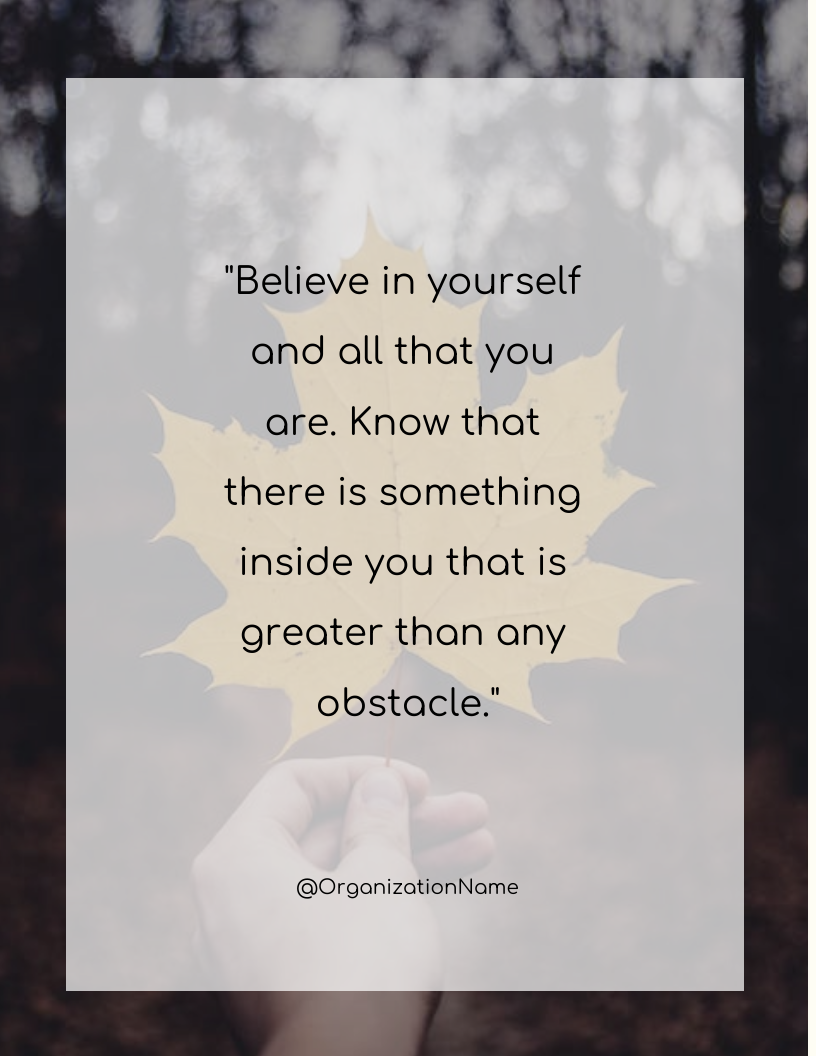 "Believe in yourself
and all that you
are. Know that
there is something
inside you that is
greater than any
obstacle."
@OrganizationName